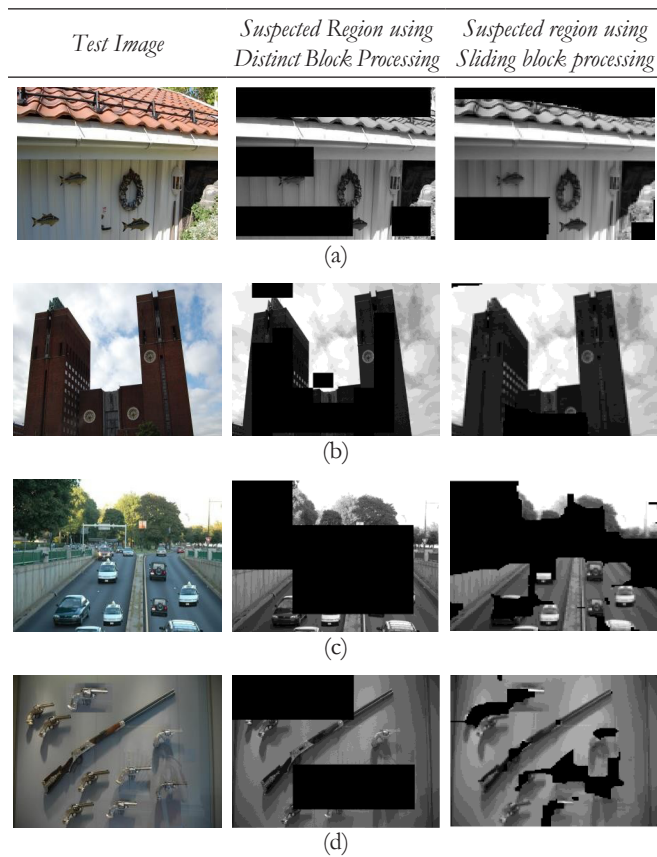 Test Image
Suspected Region using
Distinct Block Processing
Suspected region using
Sliding block processing
(a)
(b)
(c)
(d)